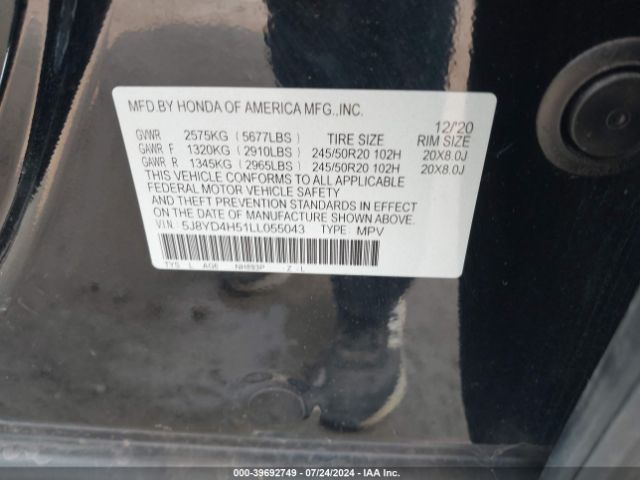 MFD.BY HONDA OF AMERICA MFG.,INC.
12/'20
GVWR 2575KG (5677LBS) TIRE SIZE RIM SIZE
GAWR F 1320KG (2910LBS) 245/50R20 102H 20X8.0J
GAWR R 1345KG (2965LBS) 245/50R20 102H 20X8.0J
THIS VEHICLE CONFORMS TO ALL APPLICABLE
FEDERAL MOTOR VEHICLE SAFETY
AND THEFT PREVENTION STANDARDS IN EFFECT
ON THE DATE OF MANUFACTURE SHOWN ABOVE.
V.I.N: 5J8YD4H51LL055043 TYPE: MPV
TYS L AGE NH893P Z L
000-39692749 - 07/24/2024 - IAA Inc.